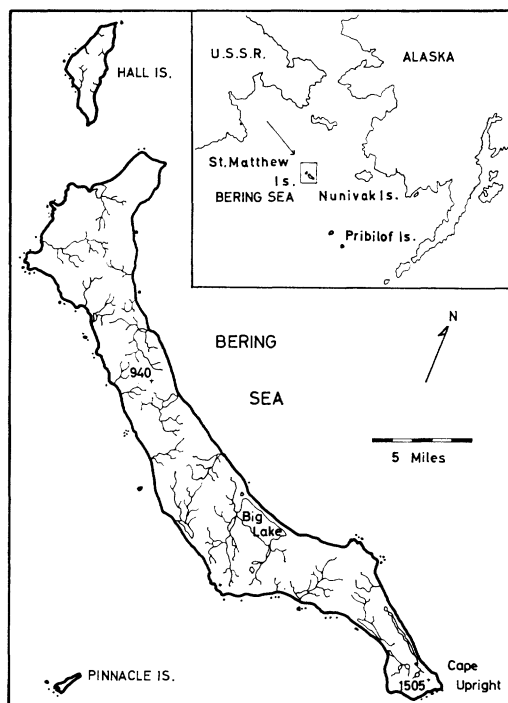 HALL IS.
U.S.S.R.
ALASKA
St. Matthew
Is.
BERING SEA
Nunivak Is.
Pribilof Is.
N
BERING
SEA
940
5 Miles
Big
Lake
PINNACLE IS.
1505
Cape
Upright